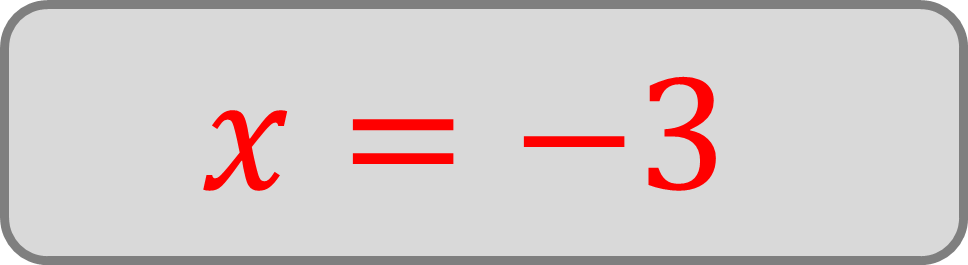 x = −3